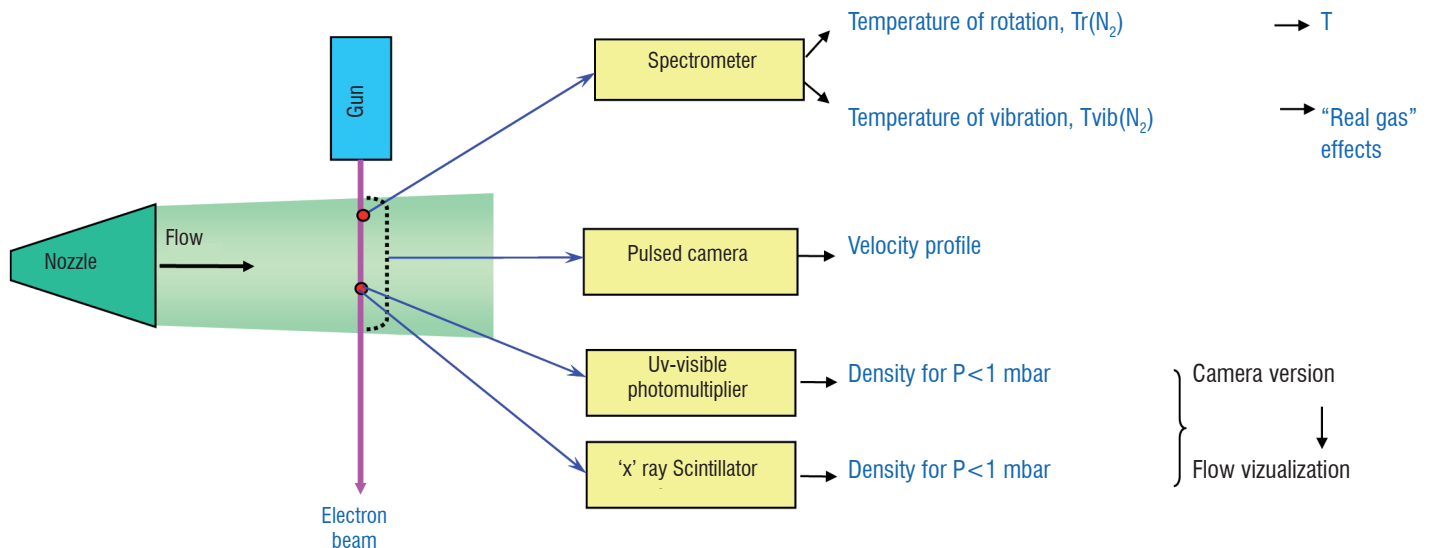 Gun
Nozzle
Flow
Electron
beam
Spectrometer
Temperature of rotation, Tr(N₂)
T
Temperature of vibration, Tvib(N₂)
“Real gas”
effects
Pulsed camera
Velocity profile
Uv-visible
photomultiplier
Density for P<1 mbar
‘x’ ray Scintillator
Density for P<1 mbar
Camera version
Flow vizualization